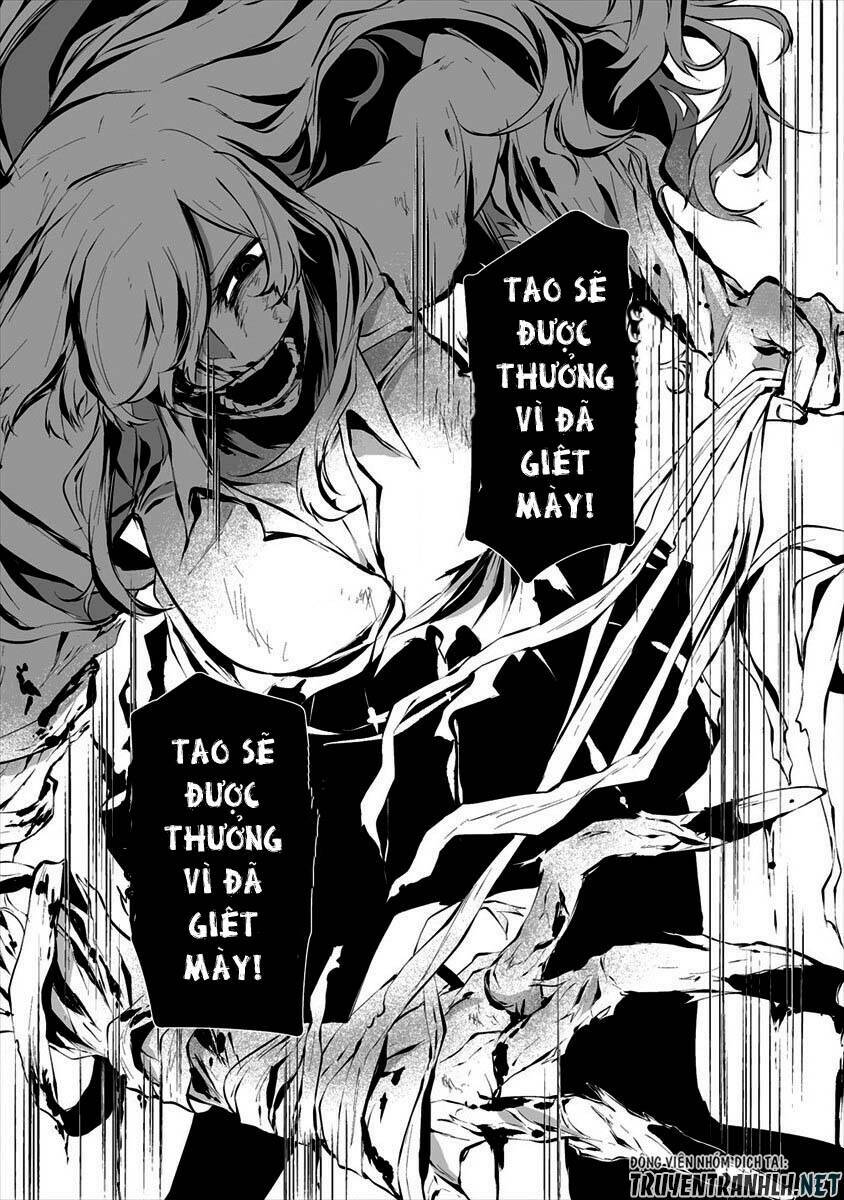 TAO SẼ
ĐƯỢC
THƯỞNG
VÌ ĐÃ
GIẾT
MÀY!
TAO SẼ
ĐƯỢC
THƯỞNG
VÌ ĐÃ
GIẾT
MÀY!
ĐỘNG VIÊN NHÓM DỊCH TẠI:
TRUYENTRANHLH.NET